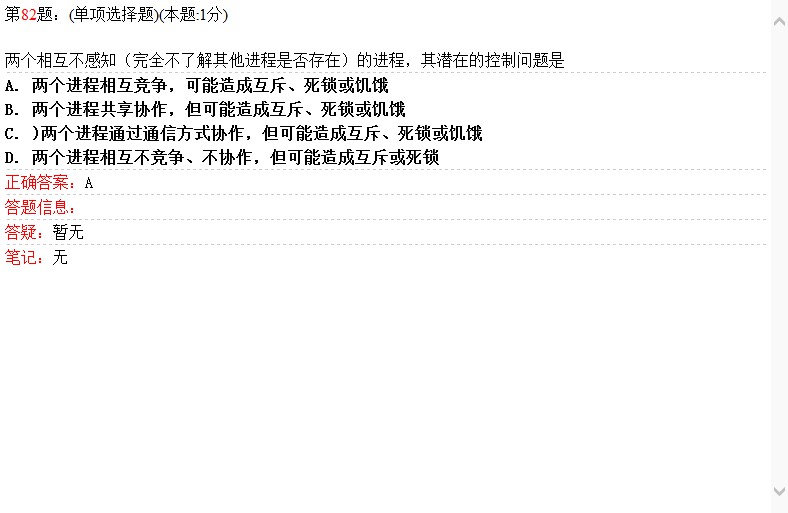 第82题：(单项选择题)(本题:1分)
两个相互不感知（完全不了解其他进程是否存在）的进程，其潜在的控制问题是
A. 两个进程相互竞争，可能造成互斥、死锁或饥饿
B. 两个进程共享协作，但可能造成互斥、死锁或饥饿
C. )两个进程通过通信方式协作，但可能造成互斥、死锁或饥饿
D. 两个进程相互不竞争、不协作，但可能造成互斥或死锁
正确答案：A
答题信息：
答疑：暂无
笔记：无